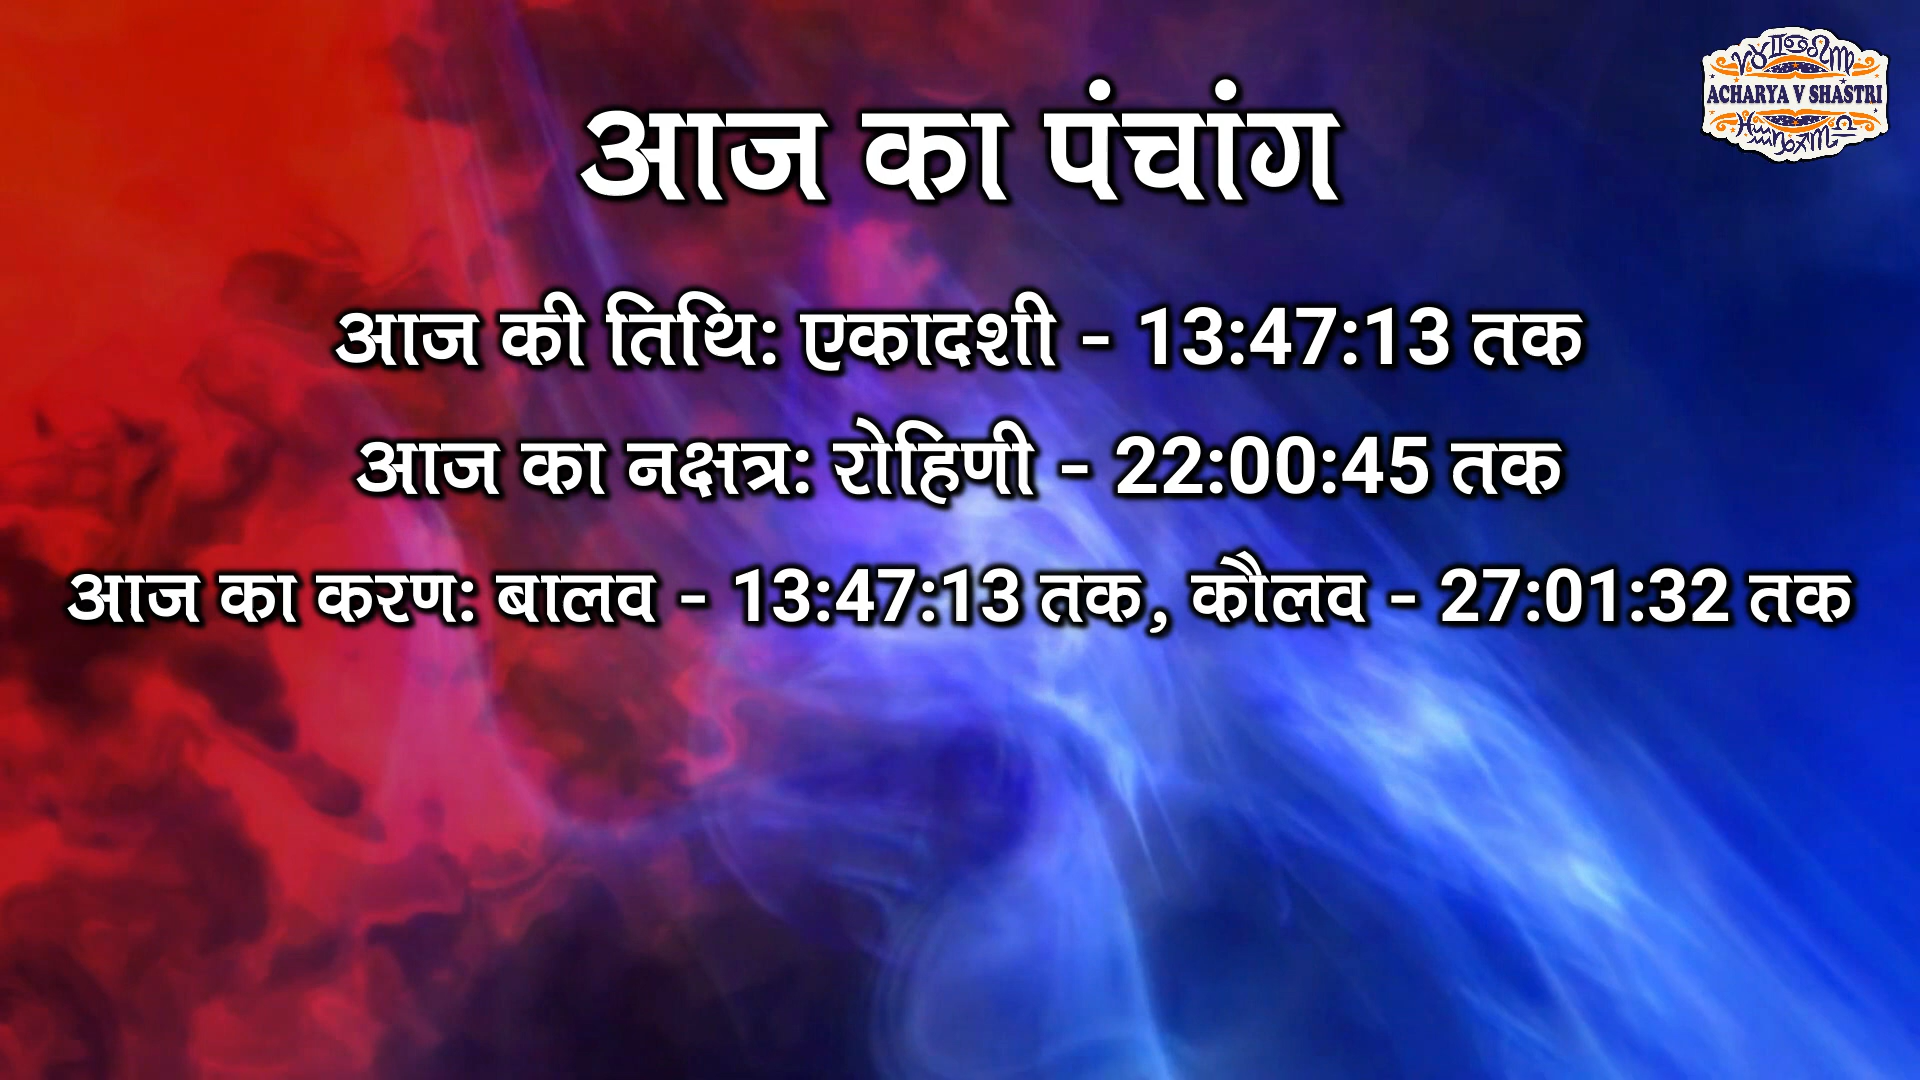 ACHARYA V SHASTRI
आज का पंचांग
आज की तिथि: एकादशी - 13:47:13 तक
आज का नक्षत्र: रोहिणी - 22:00:45 तक
आज का करण: बालव - 13:47:13 तक, कौलव - 27:01:32 तक